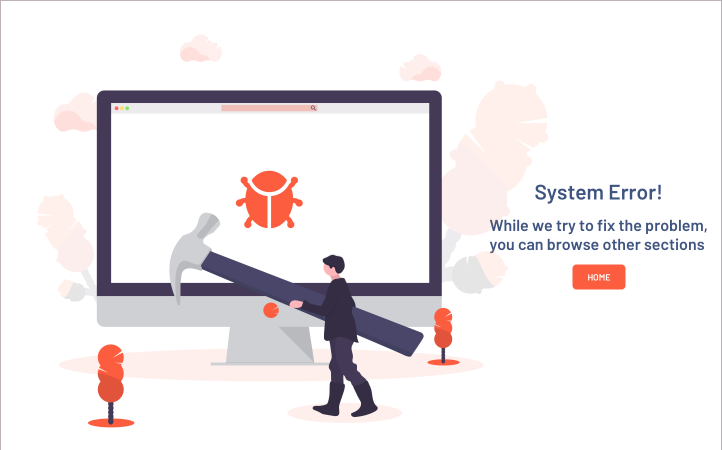 System Error!
While we try to fix the problem,
you can browse other sections
HOME